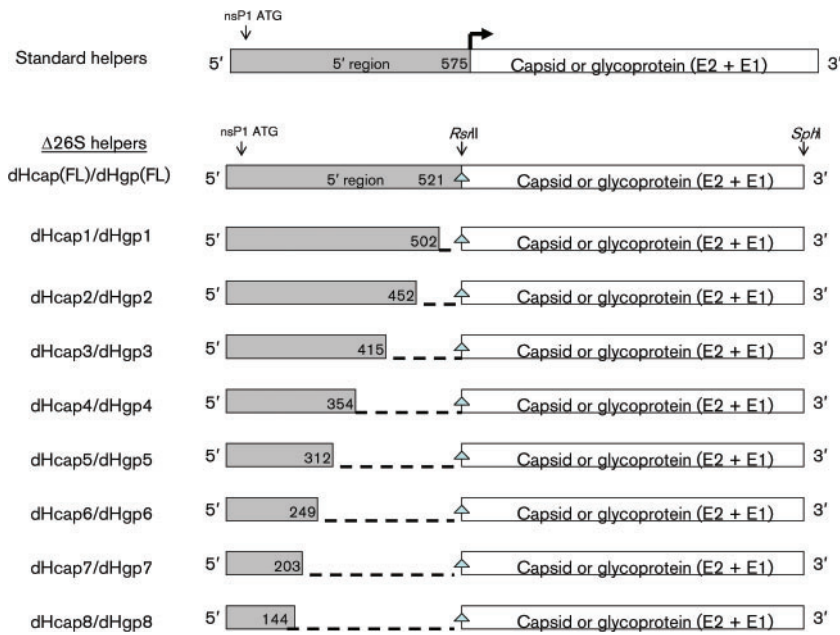 nsP1 ATG
Standard helpers 5′ 5′ region 575 Capsid or glycoprotein (E2 + E1) 3′
Δ26S helpers nsP1 ATG RsrII SphI
dHcap(FL)/dHgp(FL) 5′ 5′ region 521 Capsid or glycoprotein (E2 + E1) 3′
dHcap1/dHgp1 5′ 502 Capsid or glycoprotein (E2 + E1) 3′
dHcap2/dHgp2 5′ 452 Capsid or glycoprotein (E2 + E1) 3′
dHcap3/dHgp3 5′ 415 Capsid or glycoprotein (E2 + E1) 3′
dHcap4/dHgp4 5′ 354 Capsid or glycoprotein (E2 + E1) 3′
dHcap5/dHgp5 5′ 312 Capsid or glycoprotein (E2 + E1) 3′
dHcap6/dHgp6 5′ 249 Capsid or glycoprotein (E2 + E1) 3′
dHcap7/dHgp7 5′ 203 Capsid or glycoprotein (E2 + E1) 3′
dHcap8/dHgp8 5′ 144 Capsid or glycoprotein (E2 + E1) 3′